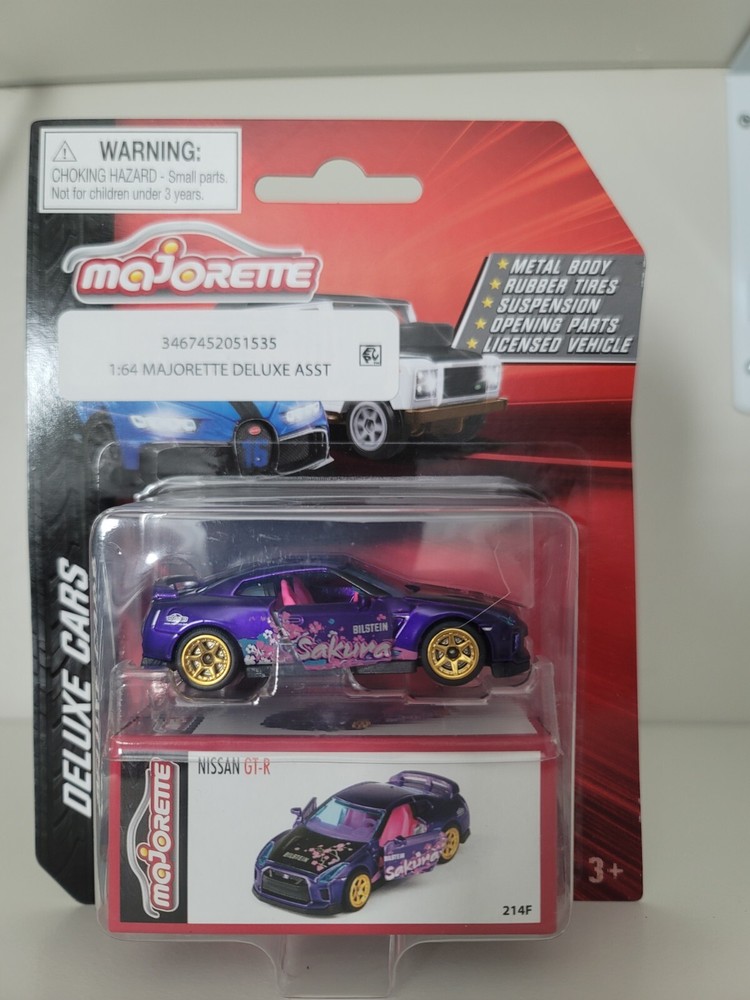 WARNING:
CHOKING HAZARD - Small parts.
Not for children under 3 years.
MAJORETTE
METAL BODY
RUBBER TIRES
SUSPENSION
OPENING PARTS
LICENSED VEHICLE
3467452051535
1:64 MAJORETTE DELUXE ASST
DELUXE CARS
BILSTEIN
Sakura
MAJORETTE
NISSAN GT-R
BILSTEIN
BILSTEIN
Sakura
214F
3+